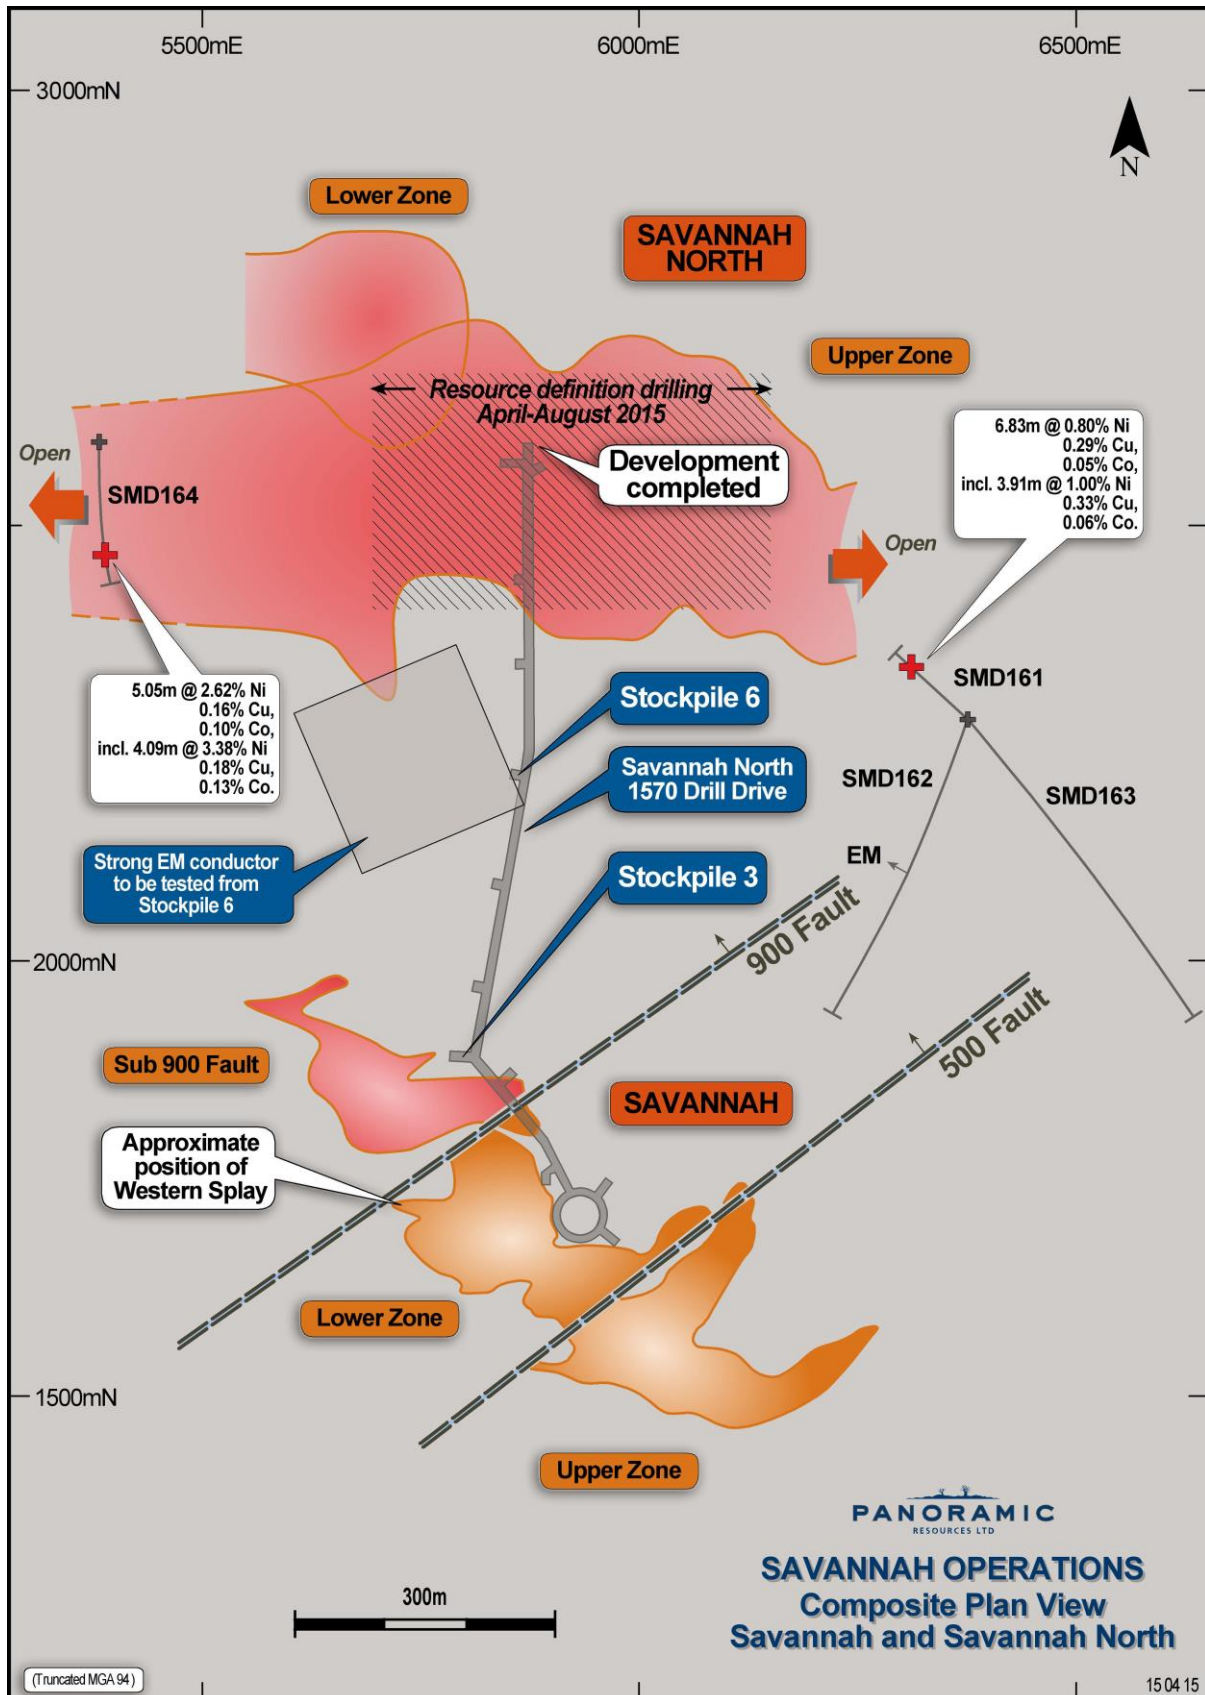 5500mE
6000mE
6500mE
3000mN
N
Lower Zone
SAVANNAH
NORTH
Upper Zone
Resource definition drilling
April-August 2015
6.83m @ 0.80% Ni
0.29% Cu,
0.05% Co,
incl. 3.91m @ 1.00% Ni
0.33% Cu,
0.06% Co.
Open
Development
completed
SMD164
Open
SMD161
5.05m @ 2.62% Ni
0.16% Cu,
0.10% Co,
incl. 4.09m @ 3.38% Ni
0.18% Cu,
0.13% Co.
Stockpile 6
Savannah North
1570 Drill Drive
SMD162
SMD163
Strong EM conductor
to be tested from
Stockpile 6
EM
Stockpile 3
900 Fault
2000mN
500 Fault
Sub 900 Fault
SAVANNAH
Approximate
position of
Western Splay
Lower Zone
1500mN
Upper Zone
PANORAMIC
RESOURCES LTD
SAVANNAH OPERATIONS
Composite Plan View
Savannah and Savannah North
300m
(Truncated MGA 94)
15 04 15